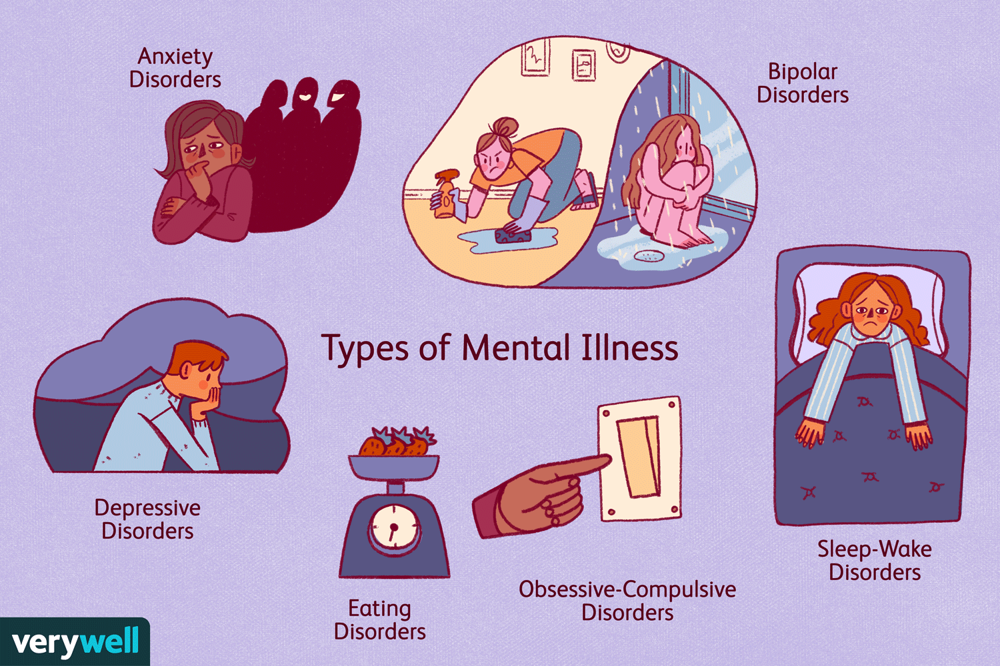 Anxiety
Disorders
Bipolar
Disorders
Types of Mental Illness
Depressive
Disorders
Eating
Disorders
Obsessive-Compulsive
Disorders
Sleep-Wake
Disorders
verywell